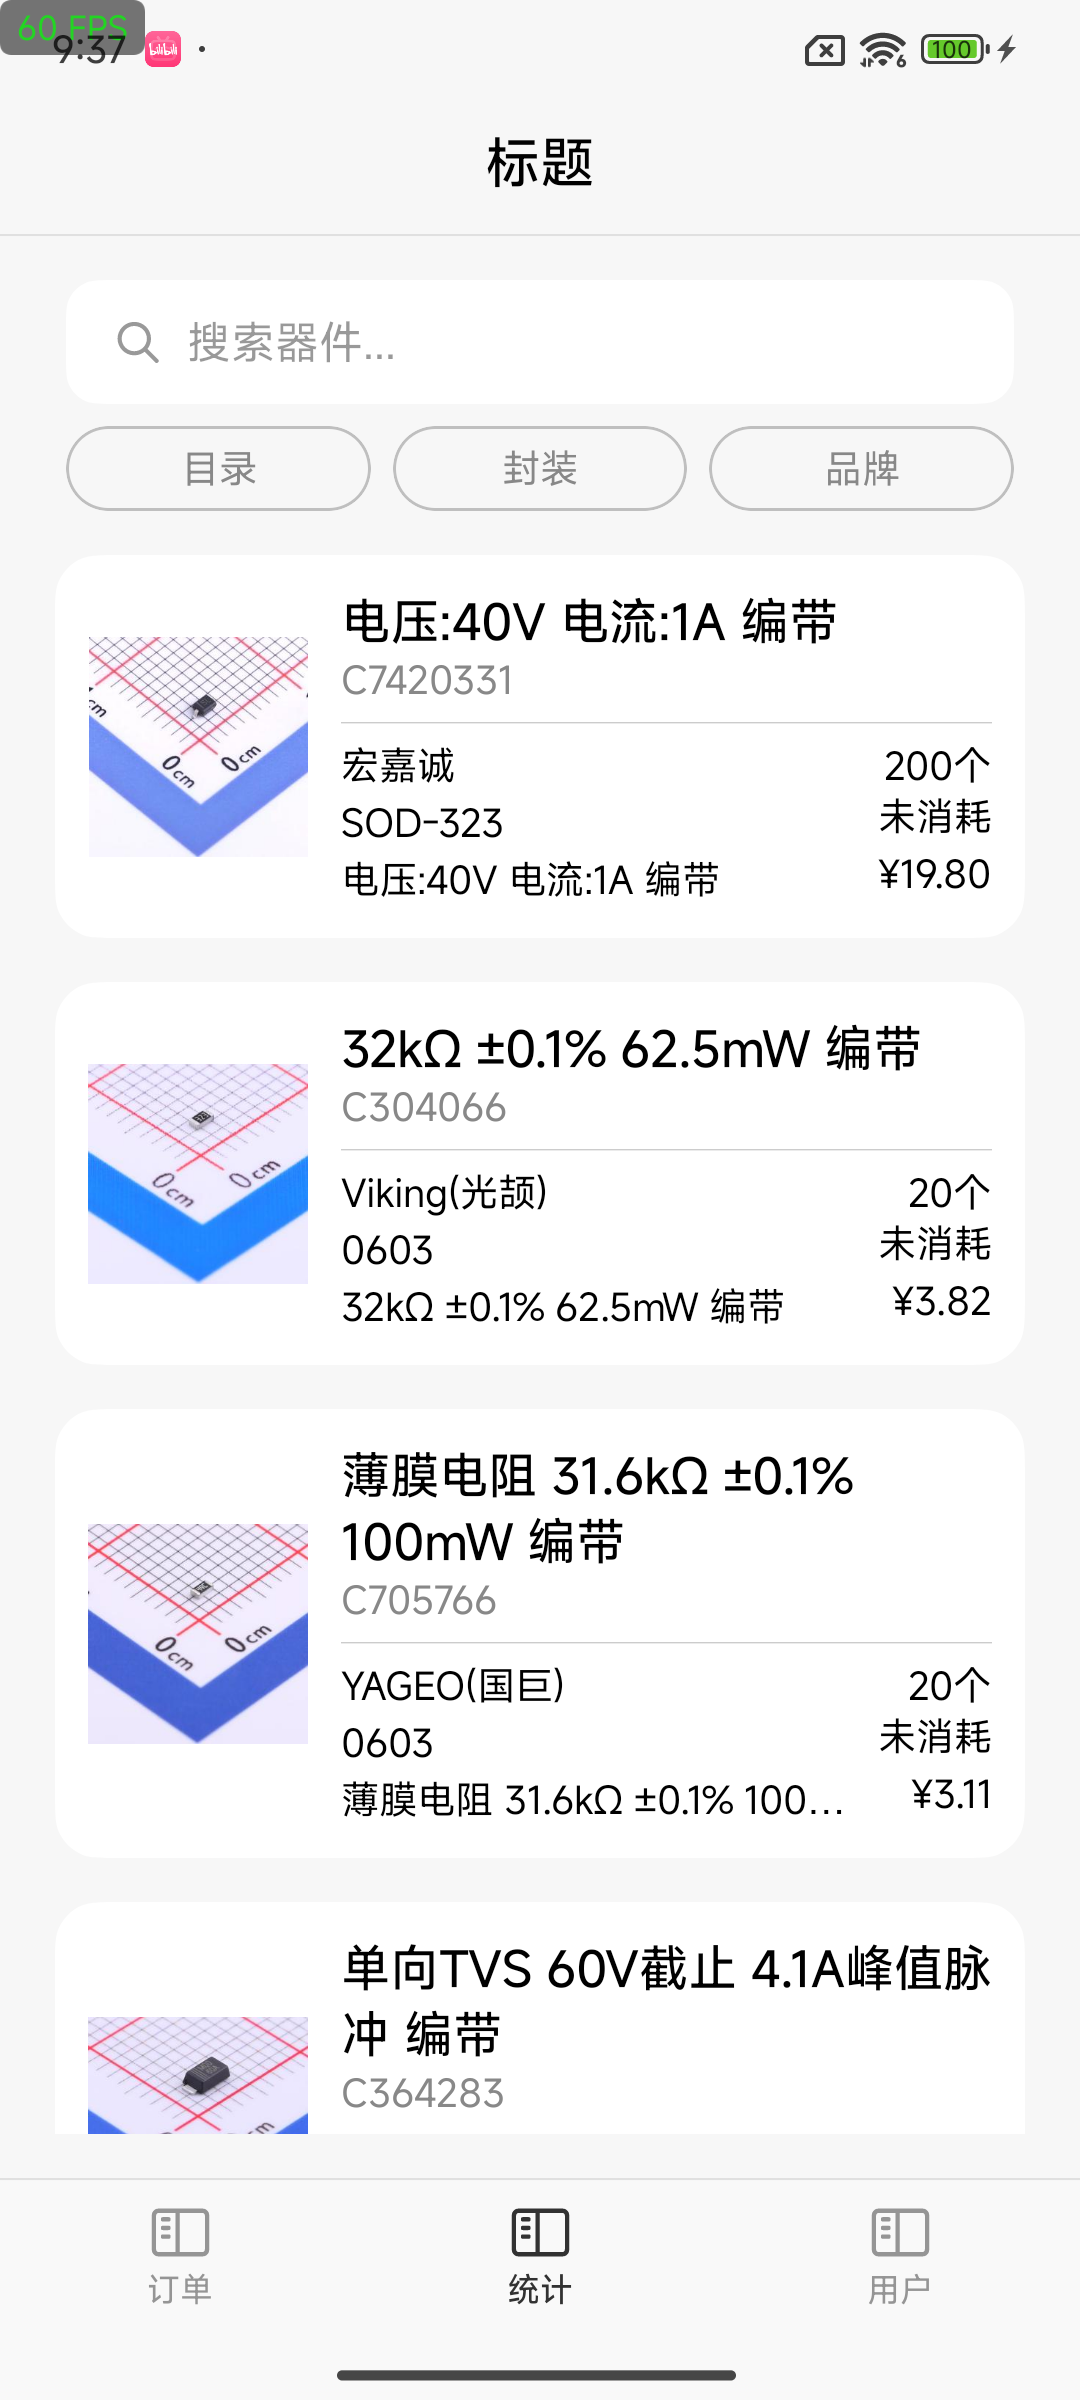 60 FPS
9:37
bilibili
6
100
标题
搜索器件...
目录
封装
品牌
电压:40V 电流:1A 编带
C7420331
0cm
0cm
cm
宏嘉诚
200个
SOD-323
未消耗
电压:40V 电流:1A 编带
¥19.80
32kΩ ±0.1% 62.5mW 编带
C304066
0cm
0cm
Viking(光颉)
20个
0603
未消耗
32kΩ ±0.1% 62.5mW 编带
¥3.82
薄膜电阻 31.6kΩ ±0.1%
100mW 编带
C705766
0cm
0cm
YAGEO(国巨)
20个
0603
未消耗
薄膜电阻 31.6kΩ ±0.1% 100...
¥3.11
单向TVS 60V截止 4.1A峰值脉
冲 编带
C364283
订单
统计
用户